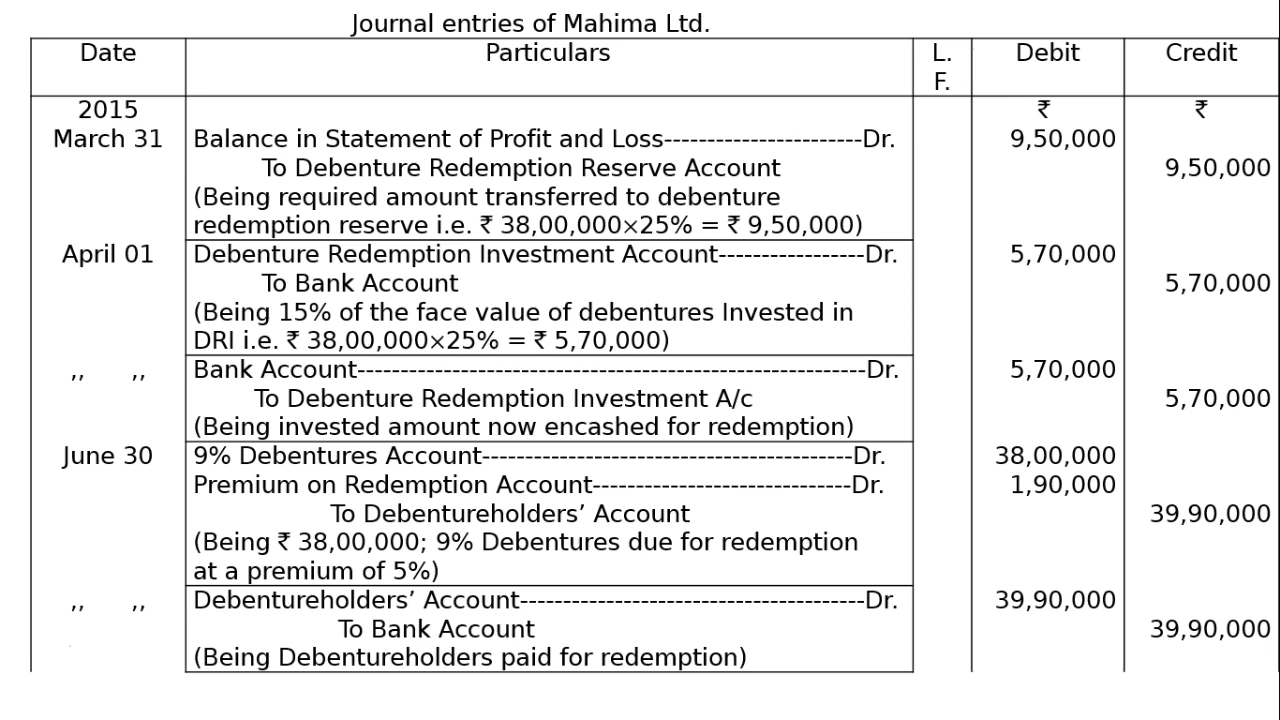 Journal entries of Mahima Ltd.
Date Particulars L. F. Debit Credit
2015 ₹ ₹
March 31 Balance in Statement of Profit and Loss-----------------------Dr. 9,50,000
To Debenture Redemption Reserve Account 9,50,000
(Being required amount transferred to debenture
redemption reserve i.e. ₹ 38,00,000×25% = ₹ 9,50,000)
April 01 Debenture Redemption Investment Account-----------------Dr. 5,70,000
To Bank Account 5,70,000
(Being 15% of the face value of debentures Invested in
DRI i.e. ₹ 38,00,000×25% = ₹ 5,70,000)
,, ,, Bank Account-----------------------------------------------------------Dr. 5,70,000
To Debenture Redemption Investment A/c 5,70,000
(Being invested amount now encashed for redemption)
June 30 9% Debentures Account-------------------------------------------Dr. 38,00,000
Premium on Redemption Account------------------------------Dr. 1,90,000
To Debentureholders’ Account 39,90,000
(Being ₹ 38,00,000; 9% Debentures due for redemption
at a premium of 5%)
,, ,, Debentureholders’ Account----------------------------------------Dr. 39,90,000
To Bank Account 39,90,000
(Being Debentureholders paid for redemption)